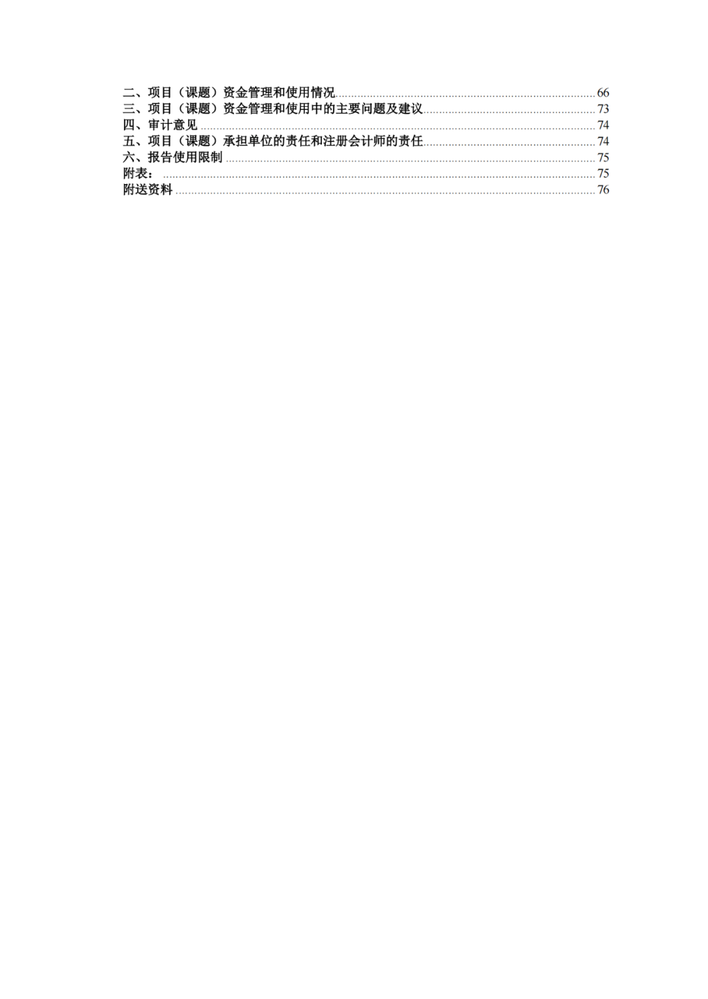 二、项目（课题）资金管理和使用情况........................................66
三、项目（课题）资金管理和使用中的主要问题及建议........................................73
四、审计意见........................................74
五、项目（课题）承担单位的责任和注册会计师的责任........................................74
六、报告使用限制........................................75
附表：........................................75
附送资料........................................76